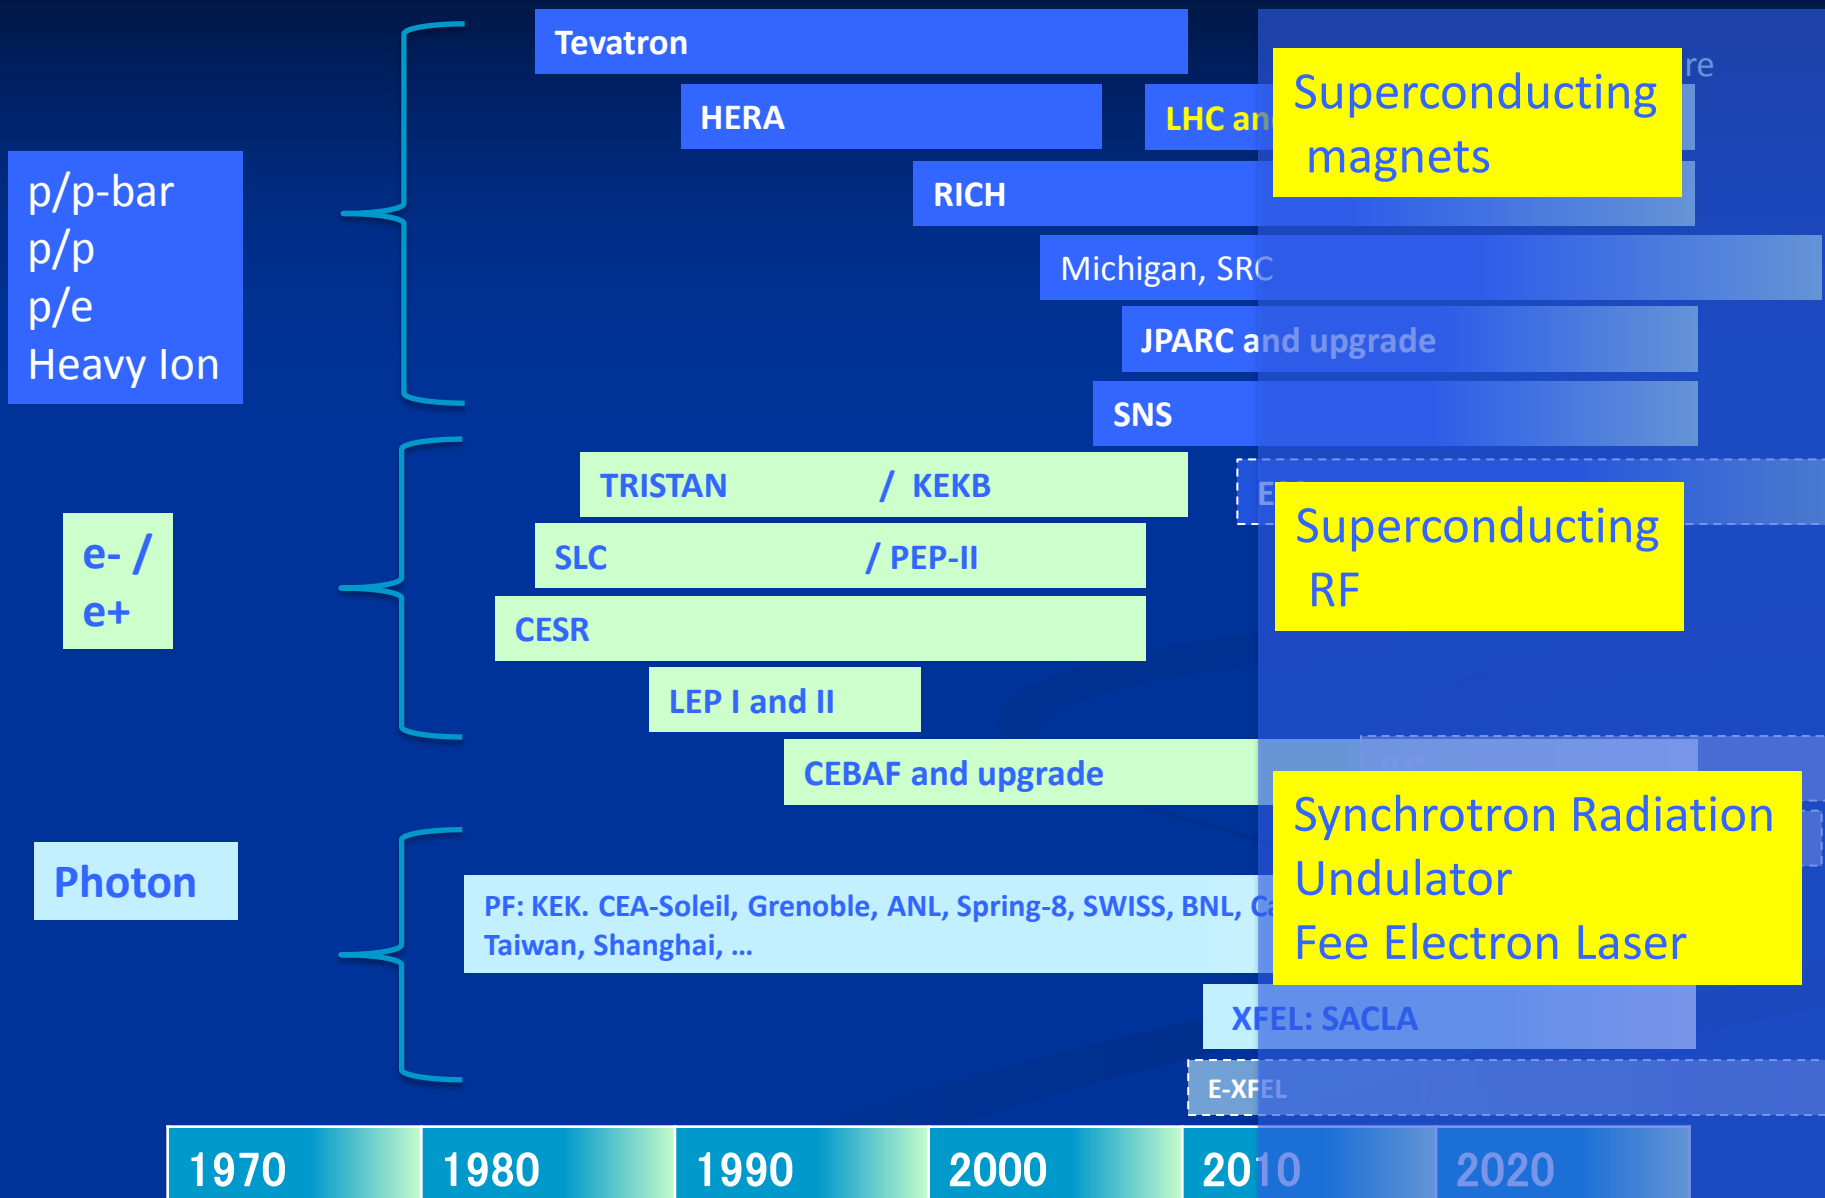 Tevatron
re
HERA
LHC an
Superconducting
magnets
p/p-bar
p/p
p/e
Heavy Ion
RICH
Michigan, SRC
JPARC and upgrade
SNS
TRISTAN / KEKB
Superconducting
RF
e- /
e+
SLC / PEP-II
CESR
LEP I and II
CEBAF and upgrade
Synchrotron Radiation
Undulator
Fee Electron Laser
Photon
PF: KEK. CEA-Soleil, Grenoble, ANL, Spring-8, SWISS, BNL,
Taiwan, Shanghai, ...
XFEL: SACLA
E-XFEL
1970 1980 1990 2000 2010 2020